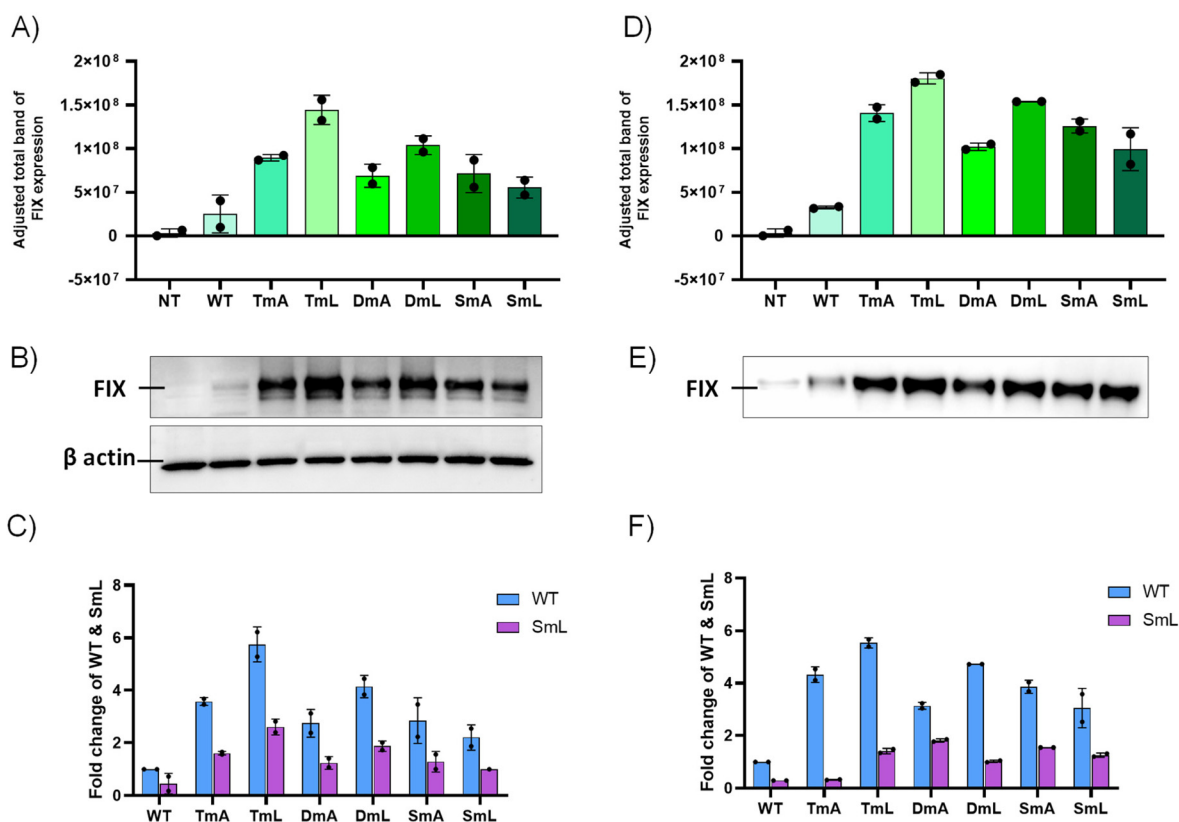 A)
Adjusted total band of
FIX expression
2×10⁸
1.5×10⁸
1×10⁸
5×10⁷
0
-5×10⁷
NT WT TmA TmL DmA DmL SmA SmL
B)
FIX
β actin
C)
Fold change of WT & SmL
8
6
4
2
0
WT TmA TmL DmA DmL SmA SmL
WT
SmL
D)
Adjusted total band of
FIX expression
2×10⁸
1.5×10⁸
1×10⁸
5×10⁷
0
-5×10⁷
NT WT TmA TmL DmA DmL SmA SmL
E)
FIX
F)
Fold change of WT & SmL
8
6
4
2
0
WT TmA TmL DmA DmL SmA SmL
WT
SmL